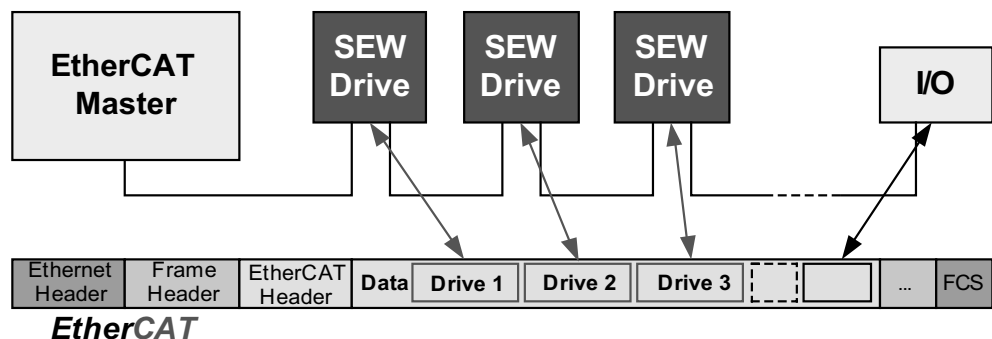 EtherCAT
Master
SEW
Drive
SEW
Drive
SEW
Drive
I/O
Ethernet
Header
Frame
Header
EtherCAT
Header
Data
Drive 1
Drive 2
Drive 3
...
FCS
EtherCAT